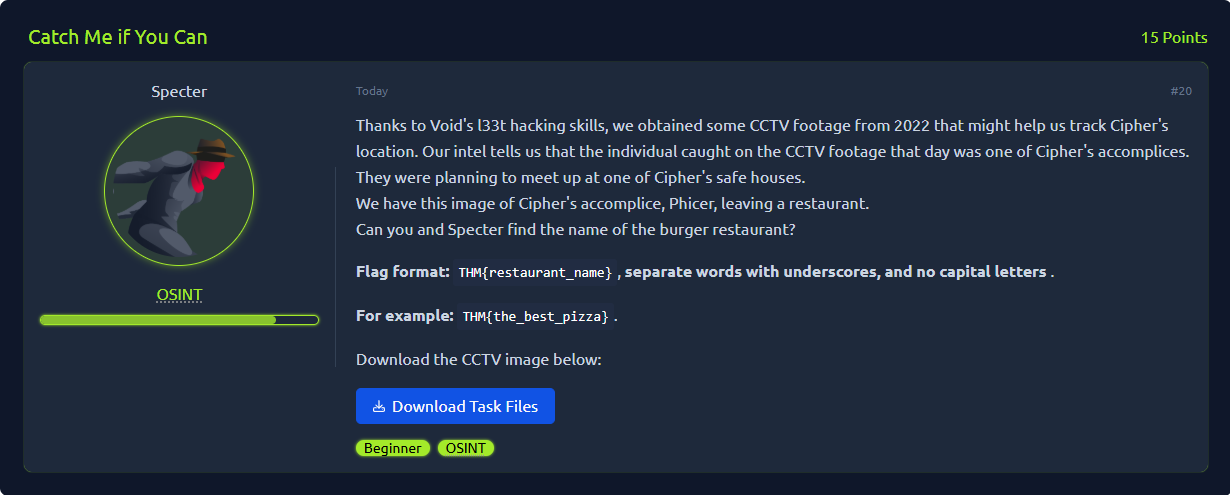 Catch Me if You Can
15 Points
Specter
Today
#20
Thanks to Void's l33t hacking skills, we obtained some CCTV footage from 2022 that might help us track Cipher's
location. Our intel tells us that the individual caught on the CCTV footage that day was one of Cipher's accomplices.
They were planning to meet up at one of Cipher's safe houses.
We have this image of Cipher's accomplice, Phicer, leaving a restaurant.
Can you and Specter find the name of the burger restaurant?
Flag format: THM{restaurant_name} , separate words with underscores, and no capital letters .
For example: THM{the_best_pizza} .
OSINT
Download the CCTV image below:
Download Task Files
Beginner OSINT